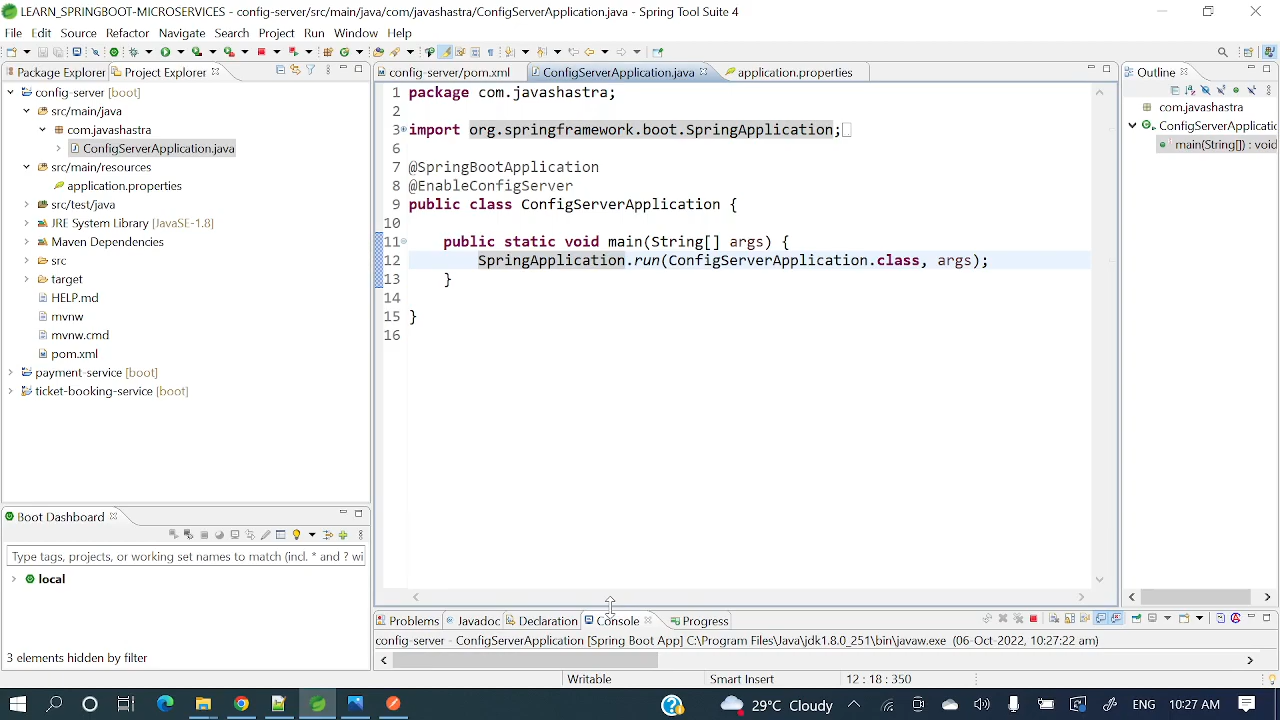 LEARN_SPRINGBOOT-MICROSERVICES - config-server/src/main/java/com/javashastra/ConfigServerApplication.java - Spring Tool Suite 4
File Edit Source Refactor Navigate Search Project Run Window Help
Package Explorer Project Explorer
config-server [boot]
src/main/java
com.javashastra
ConfigServerApplication.java
src/main/resources
application.properties
src/test/java
JRE System Library [JavaSE-1.8]
Maven Dependencies
src
target
HELP.md
mvnw
mvnw.cmd
pom.xml
payment-service [boot]
ticket-booking-service [boot]
Boot Dashboard
Type tags, projects, or working set names to match (incl. * and ? wi
local
3 elements hidden by filter
config-server/pom.xml ConfigServerApplication.java application.properties
1 package com.javashastra;
2
3 import org.springframework.boot.SpringApplication;
6
7 @SpringBootApplication
8 @EnableConfigServer
9 public class ConfigServerApplication {
10
11 public static void main(String[] args) {
12 SpringApplication.run(ConfigServerApplication.class, args);
13 }
14
15 }
16
Outline
com.javashastra
ConfigServerApplicatio
main(String[]) : void
Problems Javadoc Declaration Console Progress
config-server - ConfigServerApplication [Spring Boot App] C:\Program Files\Java\jdk1.8.0_251\bin\javaw.exe (06-Oct-2022, 10:27:22 am)
Writable Smart Insert 12 : 18 : 350
29°C Cloudy ENG 10:27 AM